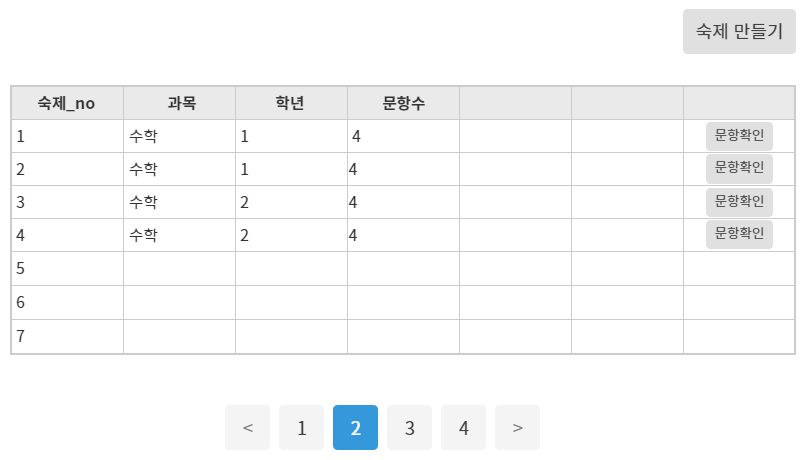 숙제 만들기
숙제_no 과목 학년 문항수
1 수학 1 4 문항확인
2 수학 1 4 문항확인
3 수학 2 4 문항확인
4 수학 2 4 문항확인
5
6
7
< 1 2 3 4 >